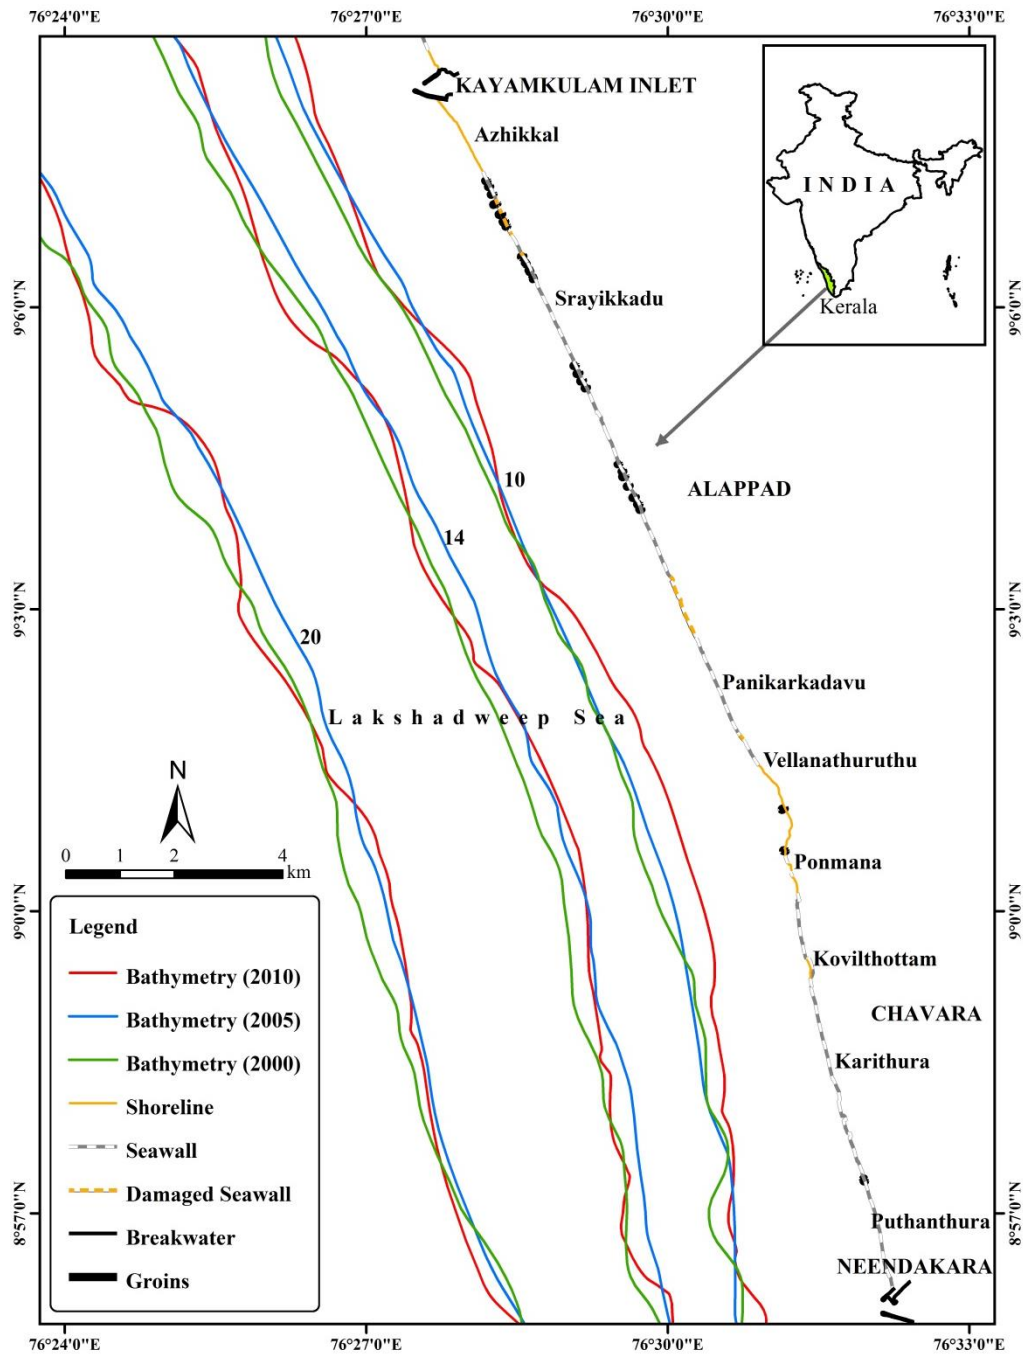 76°24'0"E
76°27'0"E
76°30'0"E
76°33'0"E
KAYAMKULAM INLET
Azhikkal
INDIA
Kerala
9°6'0"N
9°6'0"N
Srayikkadu
10
ALAPPAD
14
9°3'0"N
9°3'0"N
20
Panikarkadavu
Lakshadweep Sea
Vellanathuruthu
N
0 1 2 4
km
Ponmana
9°0'0"N
9°0'0"N
Legend
Kovilthottam
Bathymetry (2010)
CHAVARA
Bathymetry (2005)
Karithura
Bathymetry (2000)
Shoreline
Seawall
Damaged Seawall
8°57'0"N
8°57'0"N
Puthanthura
Breakwater
NEENDAKARA
Groins
76°24'0"E
76°27'0"E
76°30'0"E
76°33'0"E